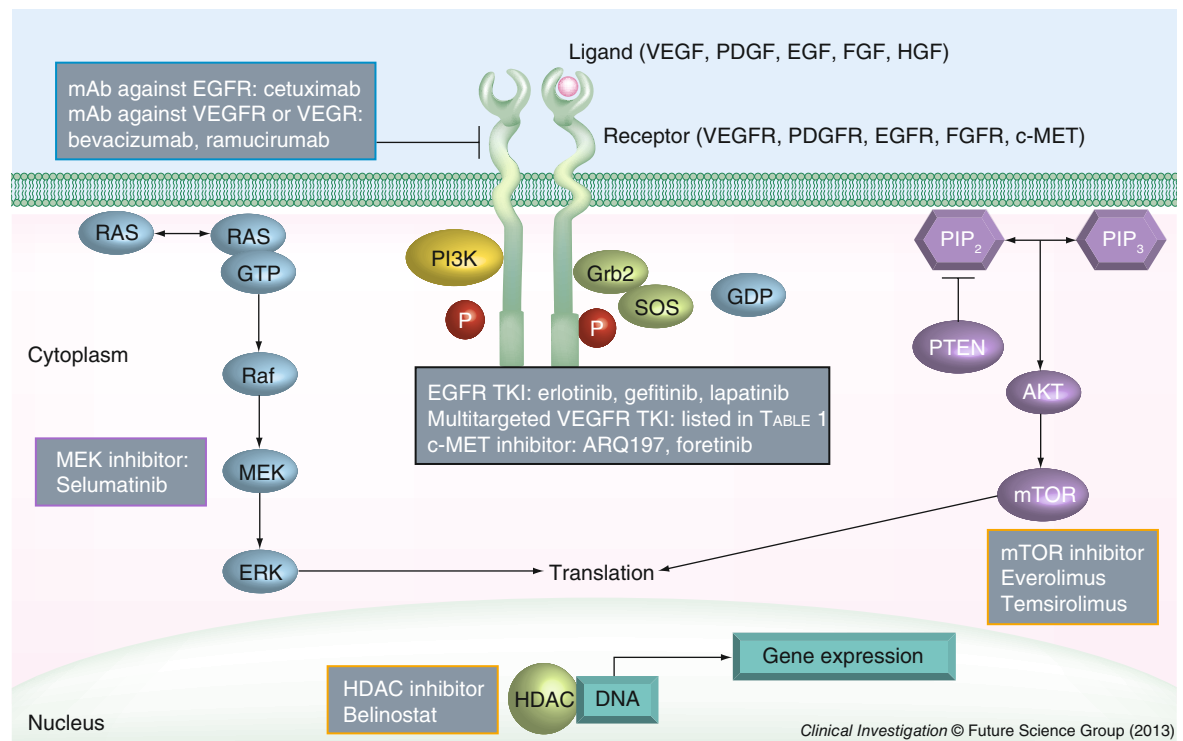 Ligand (VEGF, PDGF, EGF, FGF, HGF)
mAb against EGFR: cetuximab
mAb against VEGFR or VEGR:
bevacizumab, ramucirumab
Receptor (VEGFR, PDGFR, EGFR, FGFR, c-MET)
RAS
RAS
GTP
PI3K
P
Grb2
SOS
P
GDP
PIP2
PIP3
PTEN
Cytoplasm
Raf
AKT
EGFR TKI: erlotinib, gefitinib, lapatinib
Multitargeted VEGFR TKI: listed in TABLE 1
c-MET inhibitor: ARQ197, foretinib
MEK inhibitor:
Selumatinib
MEK
mTOR
ERK
Translation
mTOR inhibitor
Everolimus
Temsirolimus
Gene expression
HDAC inhibitor
Belinostat
HDAC
DNA
Nucleus
Clinical Investigation © Future Science Group (2013)